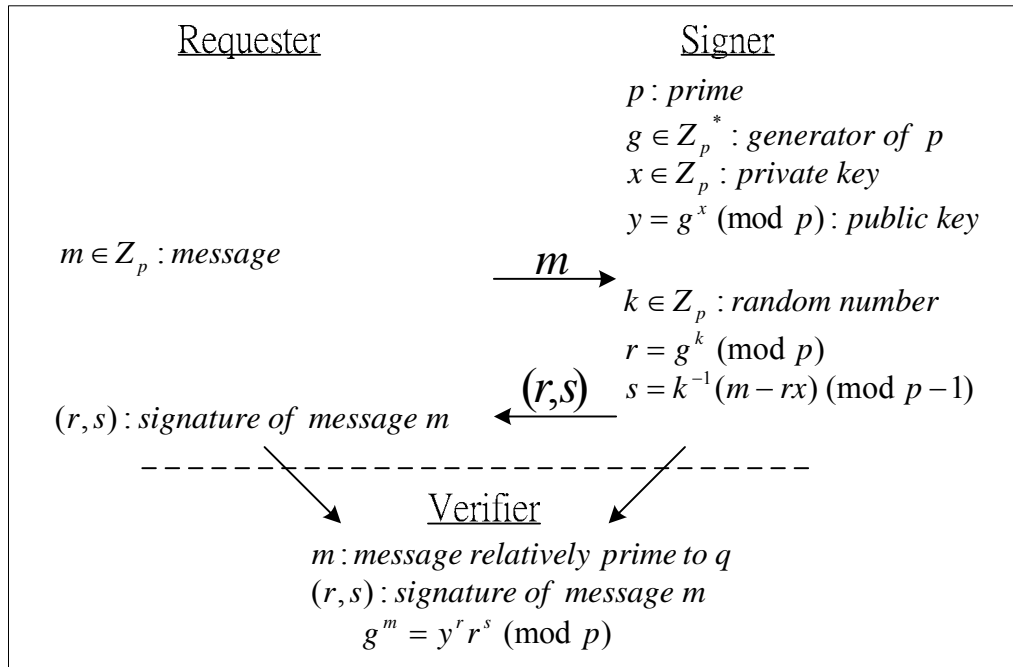 Requester
Signer
p : prime
g ∈ Z_p^* : generator of p
x ∈ Z_p : private key
y = g^x (mod p) : public key
m ∈ Z_p : message
m
k ∈ Z_p : random number
r = g^k (mod p)
s = k^{-1}(m − rx) (mod p − 1)
(r,s)
(r, s) : signature of message m
Verifier
m : message relatively prime to q
(r, s) : signature of message m
g^m = y^r r^s (mod p)